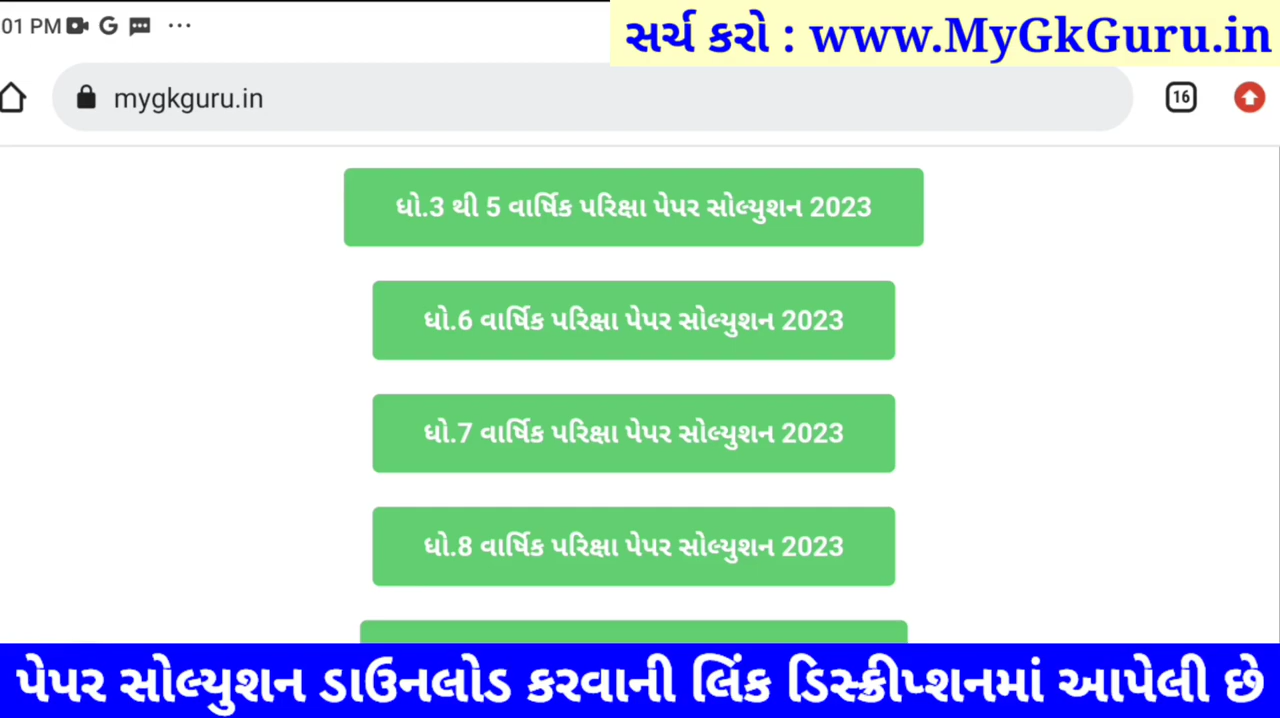 01 PM G ...
સર્ચ કરો : www.MyGkGuru.in
mygkguru.in
16
ધો.3 થી 5 વાર્ષિક પરિક્ષા પેપર સોલ્યુશન 2023
ધો.6 વાર્ષિક પરિક્ષા પેપર સોલ્યુશન 2023
ધો.7 વાર્ષિક પરિક્ષા પેપર સોલ્યુશન 2023
ધો.8 વાર્ષિક પરિક્ષા પેપર સોલ્યુશન 2023
પેપર સોલ્યુશન ડાઉનલોડ કરવાની લિંક ડિસ્ક્રીપ્શનમાં આપેલી છે